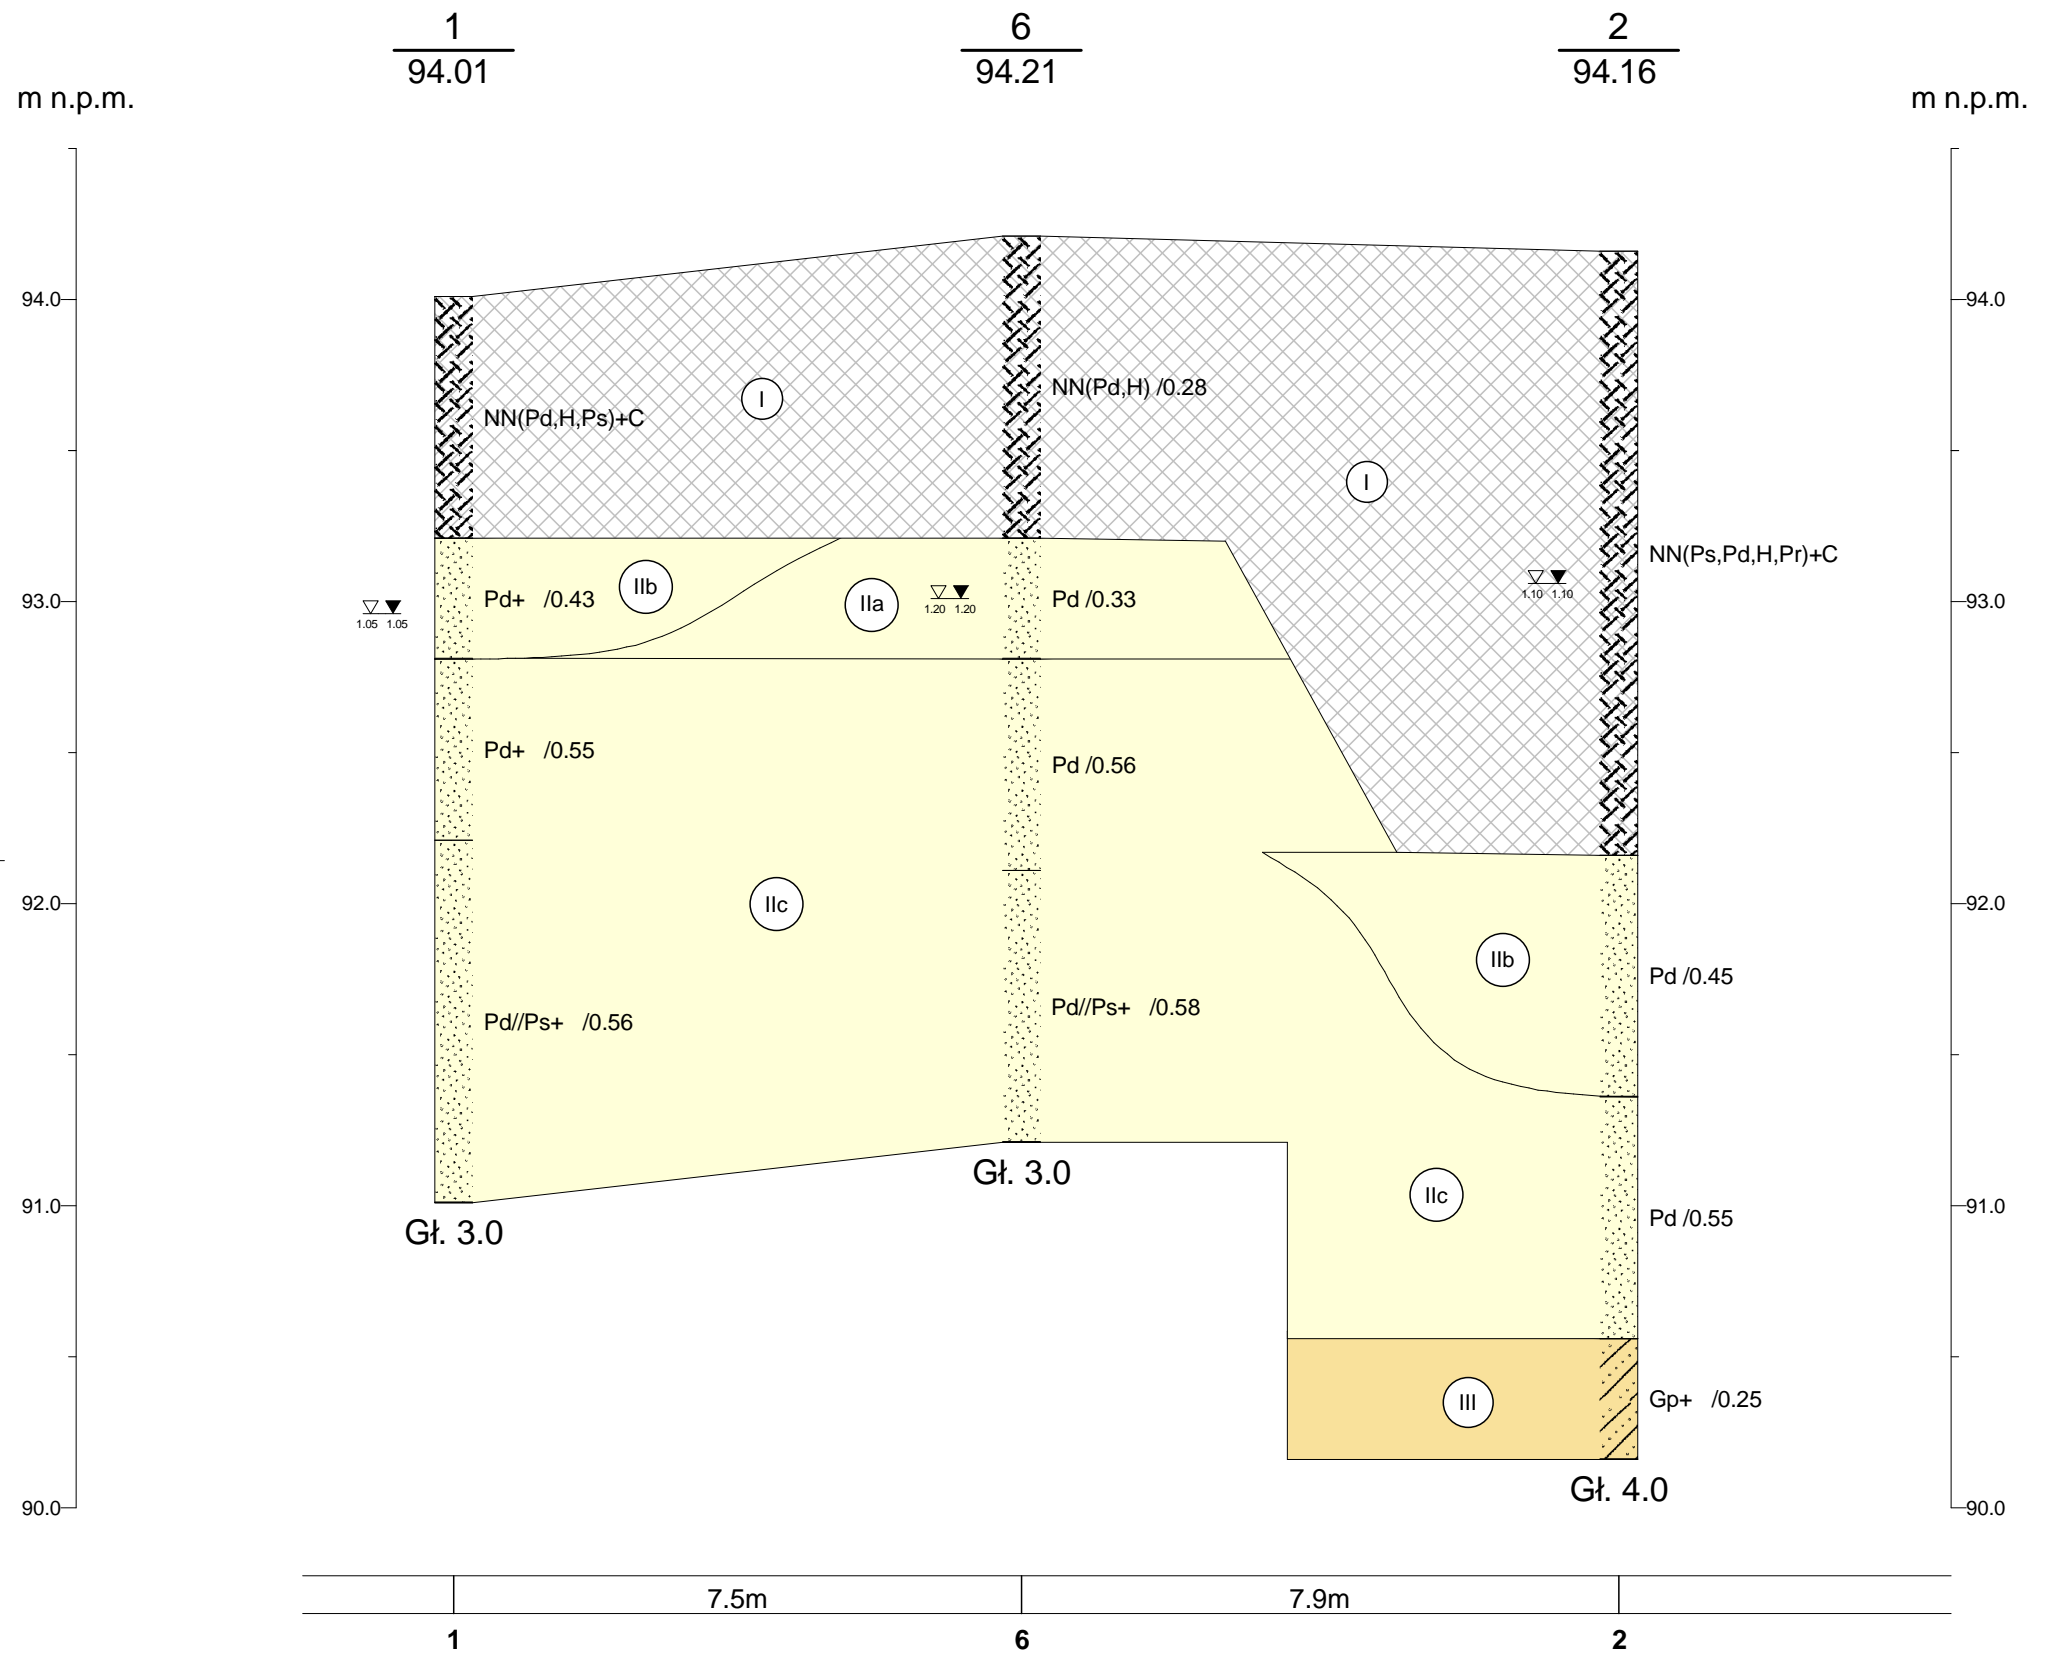 1 6 2
94.01 94.21 94.16
m n.p.m. m n.p.m.
94.0 94.0
NN(Pd,H) /0.28
I
NN(Pd,H,Ps)+C
I
NN(Ps,Pd,H,Pr)+C
IIb
1.10 1.10
93.0 Pd+ /0.43 IIa Pd /0.33 93.0
1.20 1.20
1.05 1.05
Pd+ /0.55
Pd /0.56
92.0 IIc 92.0
IIb
Pd /0.45
Pd//Ps+ /0.58
Pd//Ps+ /0.56
Gł. 3.0
IIc
91.0 91.0
Pd /0.55
Gł. 3.0
III Gp+ /0.25
Gł. 4.0
90.0 90.0
7.5m 7.9m
1 6 2